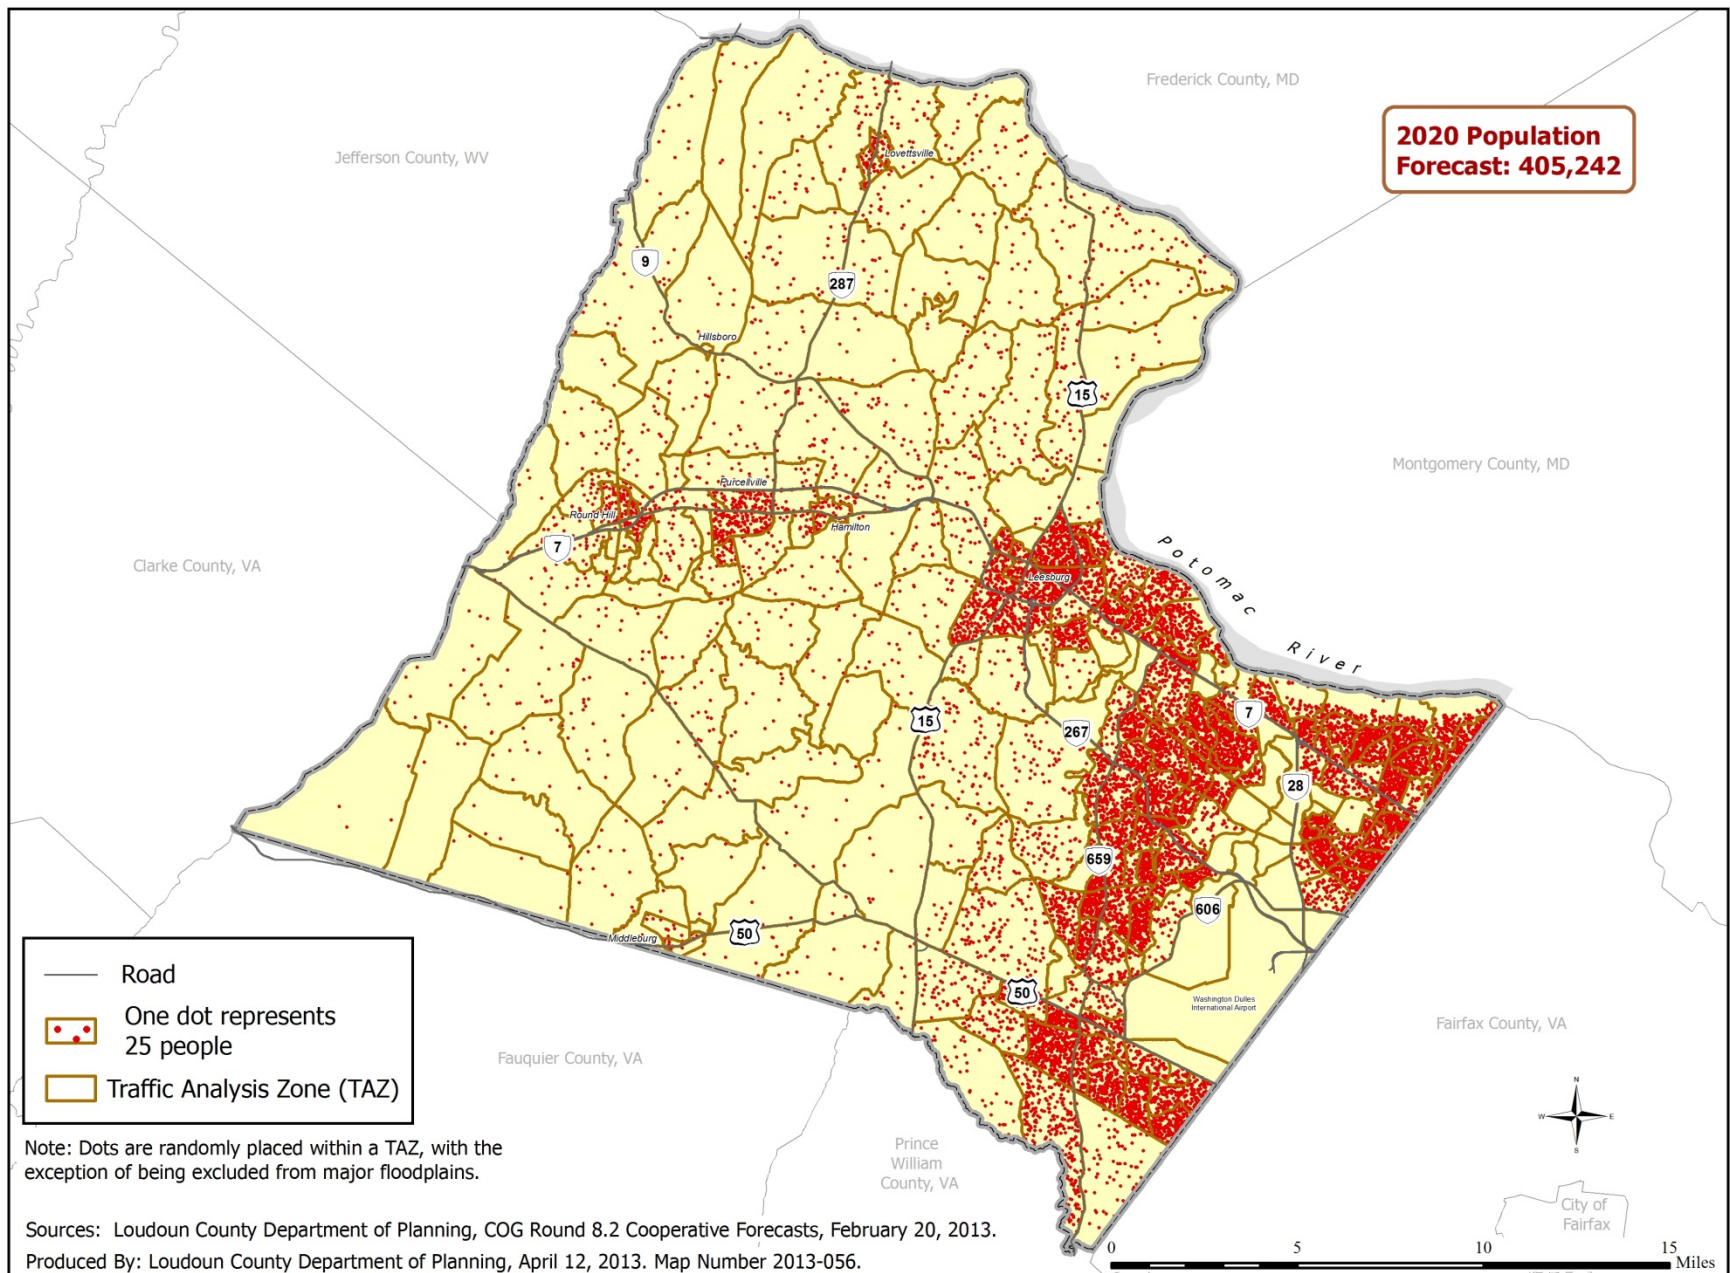 Frederick County, MD
2020 Population
Forecast: 405,242
Jefferson County, WV
Lovettsville
9
287
Hillsboro
15
Montgomery County, MD
Purcellville
Round Hill
Hamilton
7
Clarke County, VA
Leesburg
Potomac
River
15
267
7
28
659
606
Middleburg
50
50
Washington Dulles
International Airport
Fairfax County, VA
Fauquier County, VA
Prince
William
County, VA
City of
Fairfax
Road
One dot represents
25 people
Traffic Analysis Zone (TAZ)
Note: Dots are randomly placed within a TAZ, with the
exception of being excluded from major floodplains.
Sources: Loudoun County Department of Planning, COG Round 8.2 Cooperative Forecasts, February 20, 2013.
Produced By: Loudoun County Department of Planning, April 12, 2013. Map Number 2013-056.
N
W
E
S
0 5 10 15
Miles